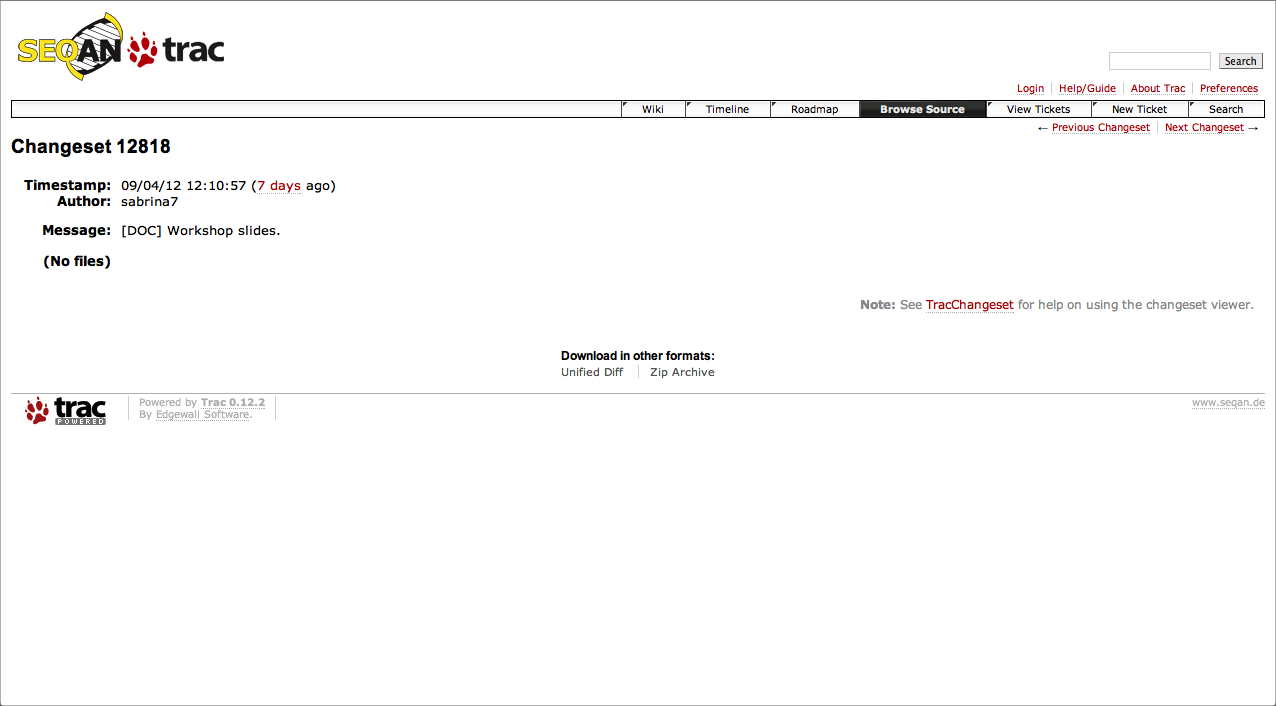 SEQAN trac
Search
Login Help/Guide About Trac Preferences
Wiki Timeline Roadmap Browse Source View Tickets New Ticket Search
← Previous Changeset Next Changeset →
Changeset 12818
Timestamp: 09/04/12 12:10:57 (7 days ago)
Author: sabrina7
Message: [DOC] Workshop slides.
(No files)
Note: See TracChangeset for help on using the changeset viewer.
Download in other formats:
Unified Diff Zip Archive
trac POWERED
Powered by Trac 0.12.2
By Edgewall Software.
www.seqan.de